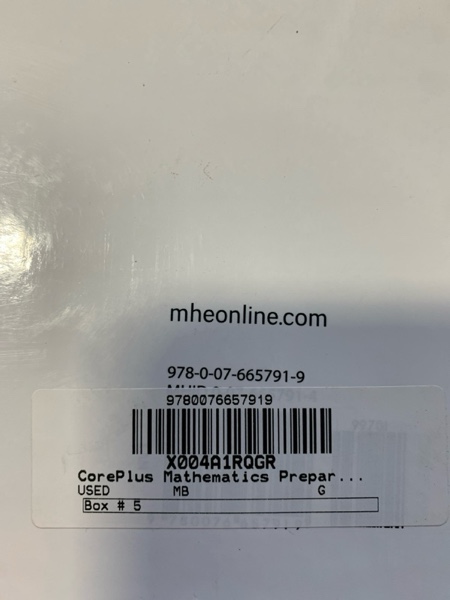 mheonline.com
978-0-07-665791-9
9780076657919
X004A1RQGR
CorePlus Mathematics Prepar...
USED MB G
Box # 5